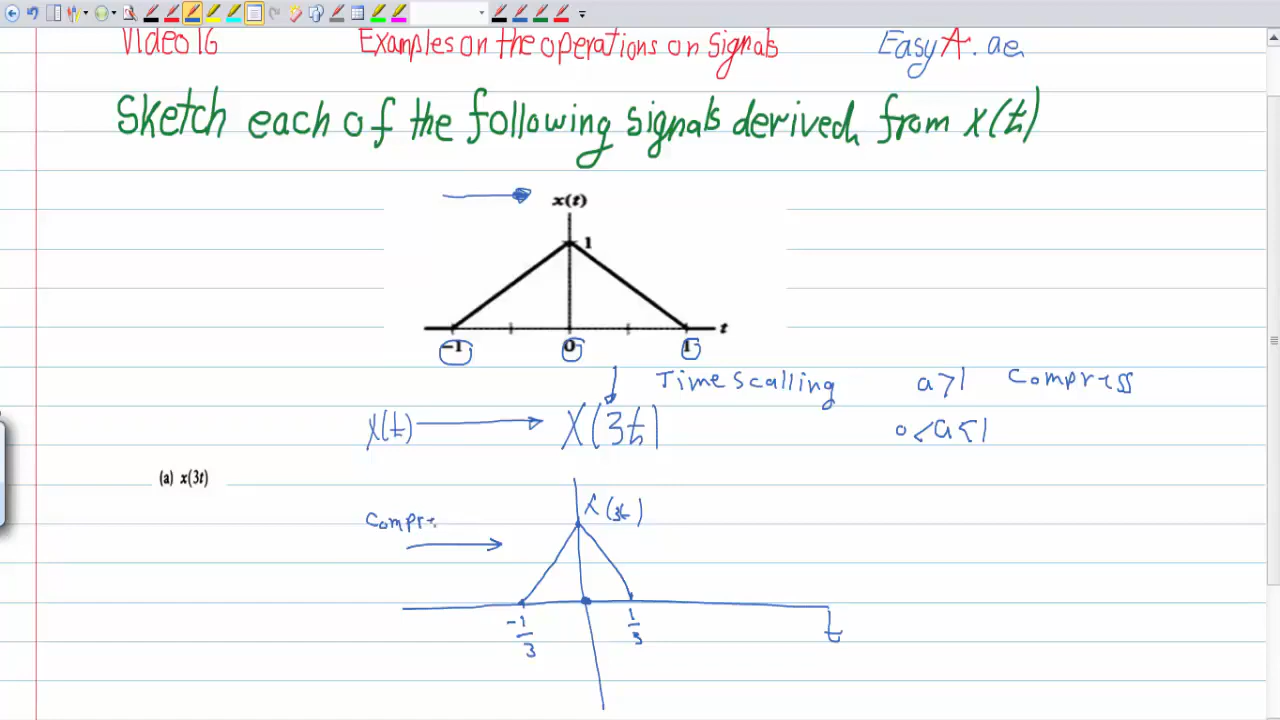 Video 16 Examples on the operations on signals EasyA.ae
Sketch each of the following signals derived from x(t)
x(t)
1
-1 0 1 t
Time scalling a>1 Compress
x(t) X(3t) 0<a<1
(a) x(3t)
x(3t)
Compre
-1/3 1/3 t